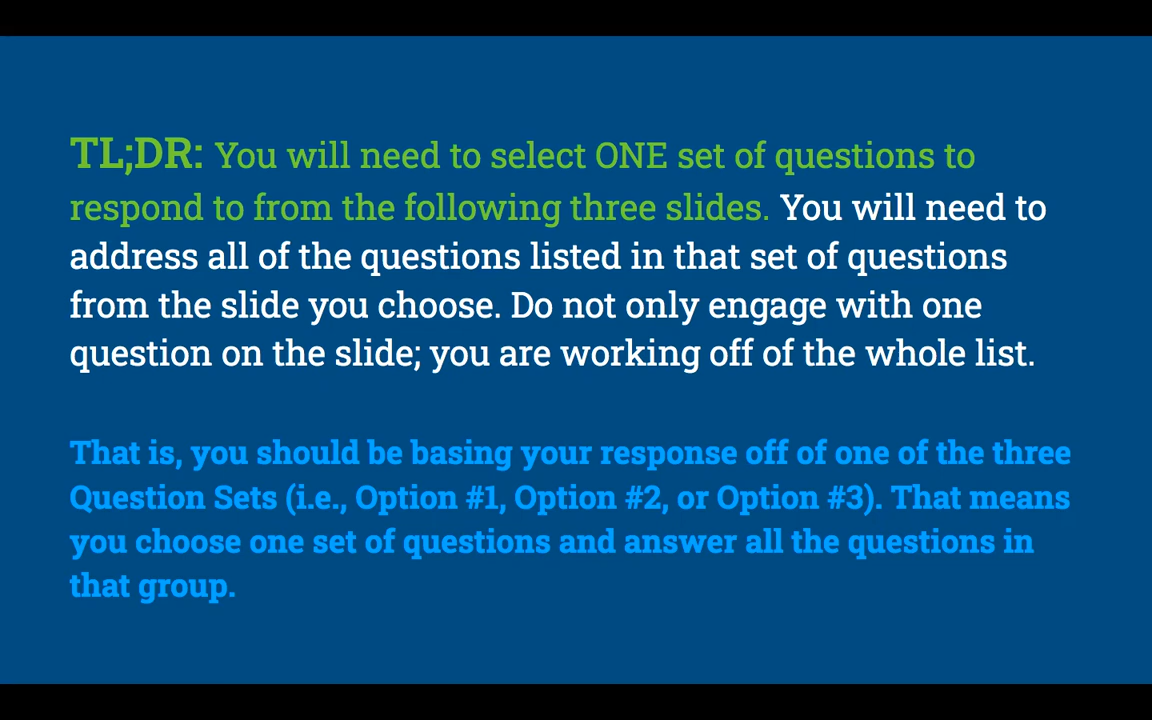 TL;DR: You will need to select ONE set of questions to
respond to from the following three slides. You will need to
address all of the questions listed in that set of questions
from the slide you choose. Do not only engage with one
question on the slide; you are working off of the whole list.
That is, you should be basing your response off of one of the three
Question Sets (i.e., Option #1, Option #2, or Option #3). That means
you choose one set of questions and answer all the questions in
that group.